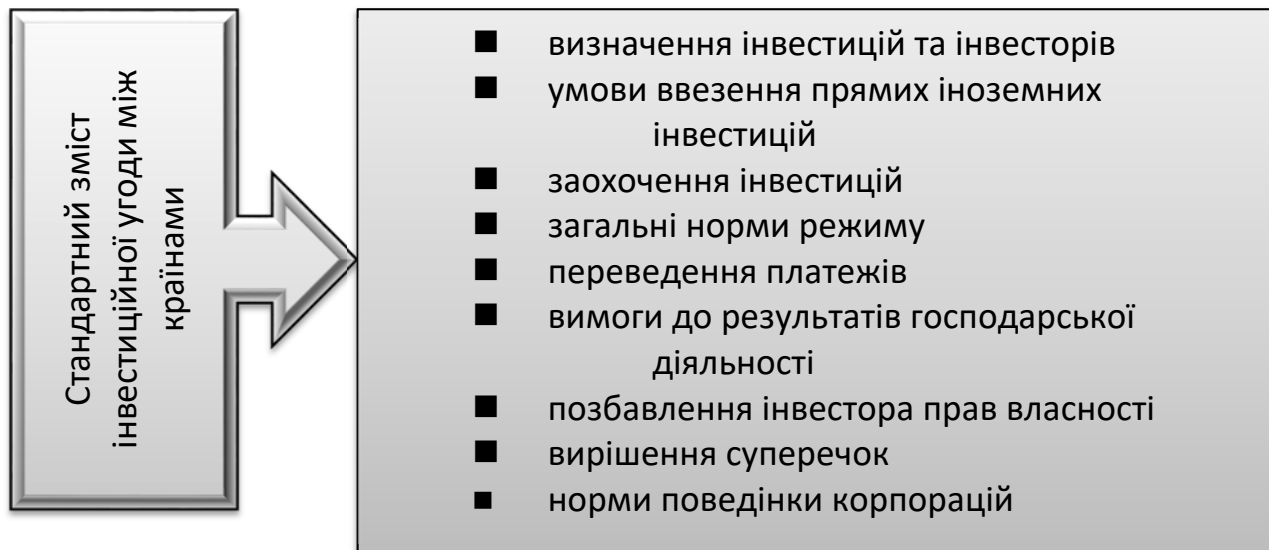 Стандартний зміст
інвестиційної угоди між
країнами
■ визначення інвестицій та інвесторів
■ умови ввезення прямих іноземних
інвестицій
■ заохочення інвестицій
■ загальні норми режиму
■ переведення платежів
■ вимоги до результатів господарської
діяльності
■ позбавлення інвестора прав власності
■ вирішення суперечок
■ норми поведінки корпорацій